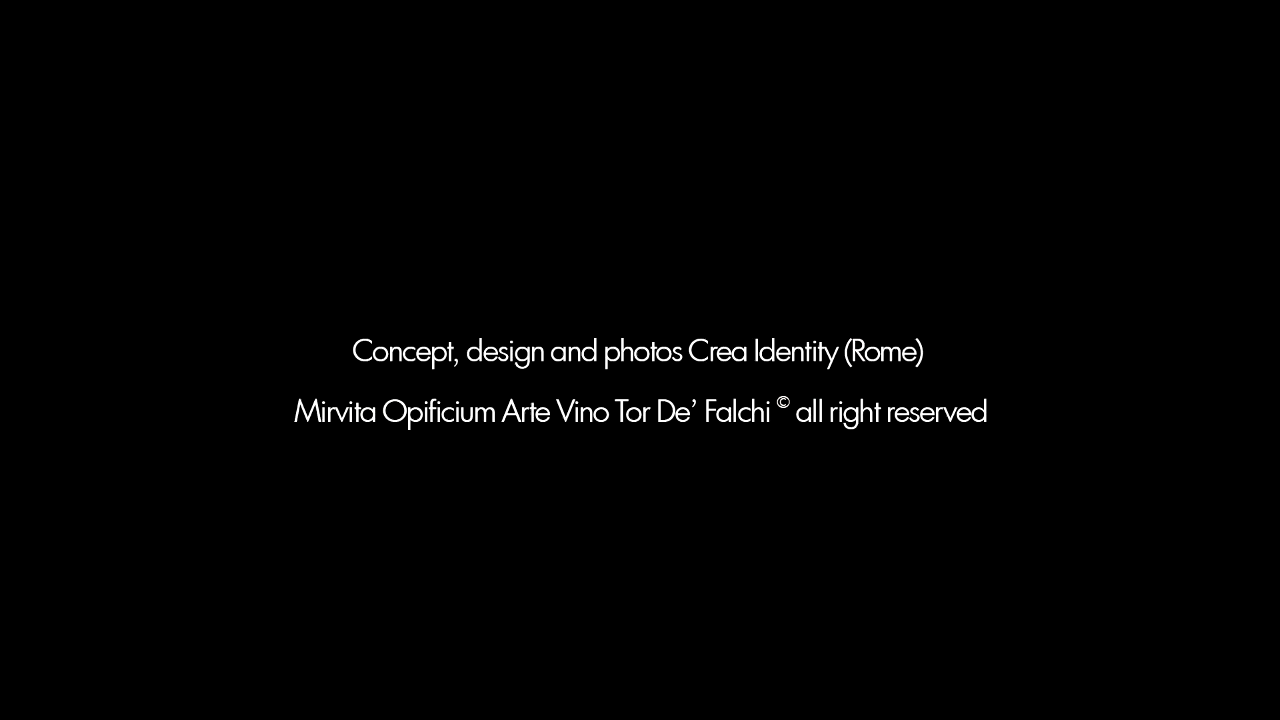 Concept, design and photos Crea Identity (Rome)
Mirvita Opificium Arte Vino Tor De’ Falchi © all right reserved